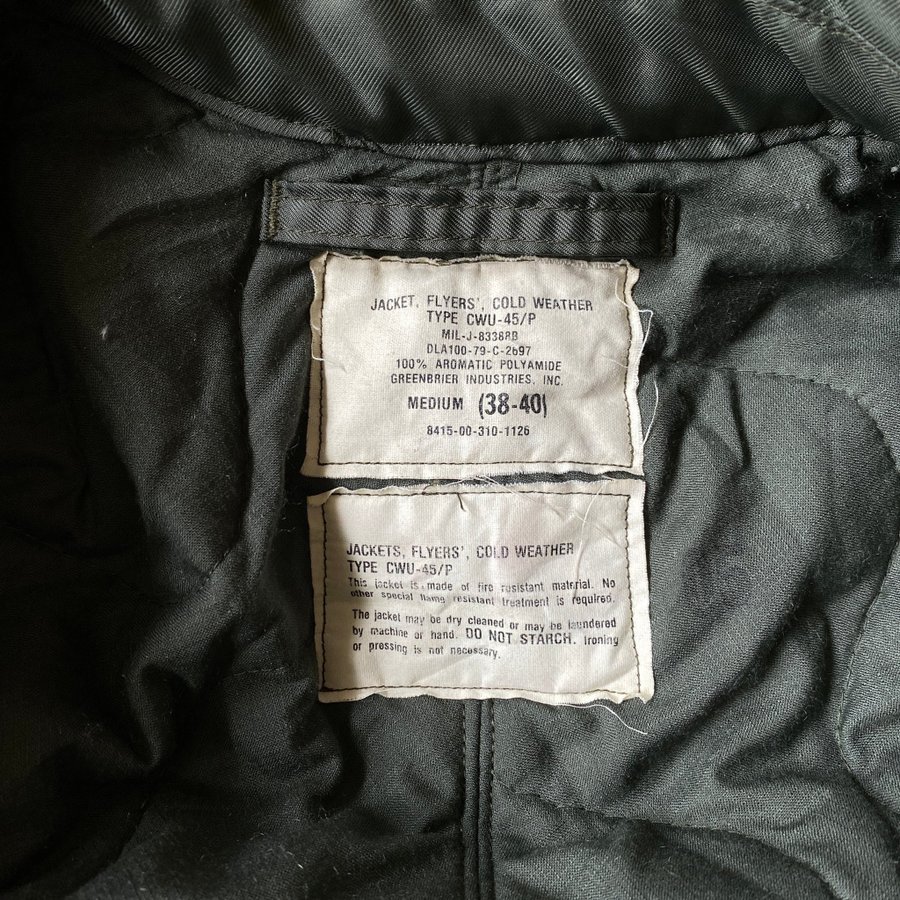 JACKET, FLYERS', COLD WEATHER
TYPE CWU-45/P
MIL-J-83388B
DLA100-79-C-2697
100% AROMATIC POLYAMIDE
GREENBRIER INDUSTRIES, INC.
MEDIUM (38-40)
8415-00-310-1126
JACKETS, FLYERS', COLD WEATHER
TYPE CWU-45/P
This jacket is made of fire resistant material. No
other special flame resistant treatment is required.
The jacket may be dry cleaned or may be laundered
by machine or hand. DO NOT STARCH. Ironing
or pressing is not necessary.